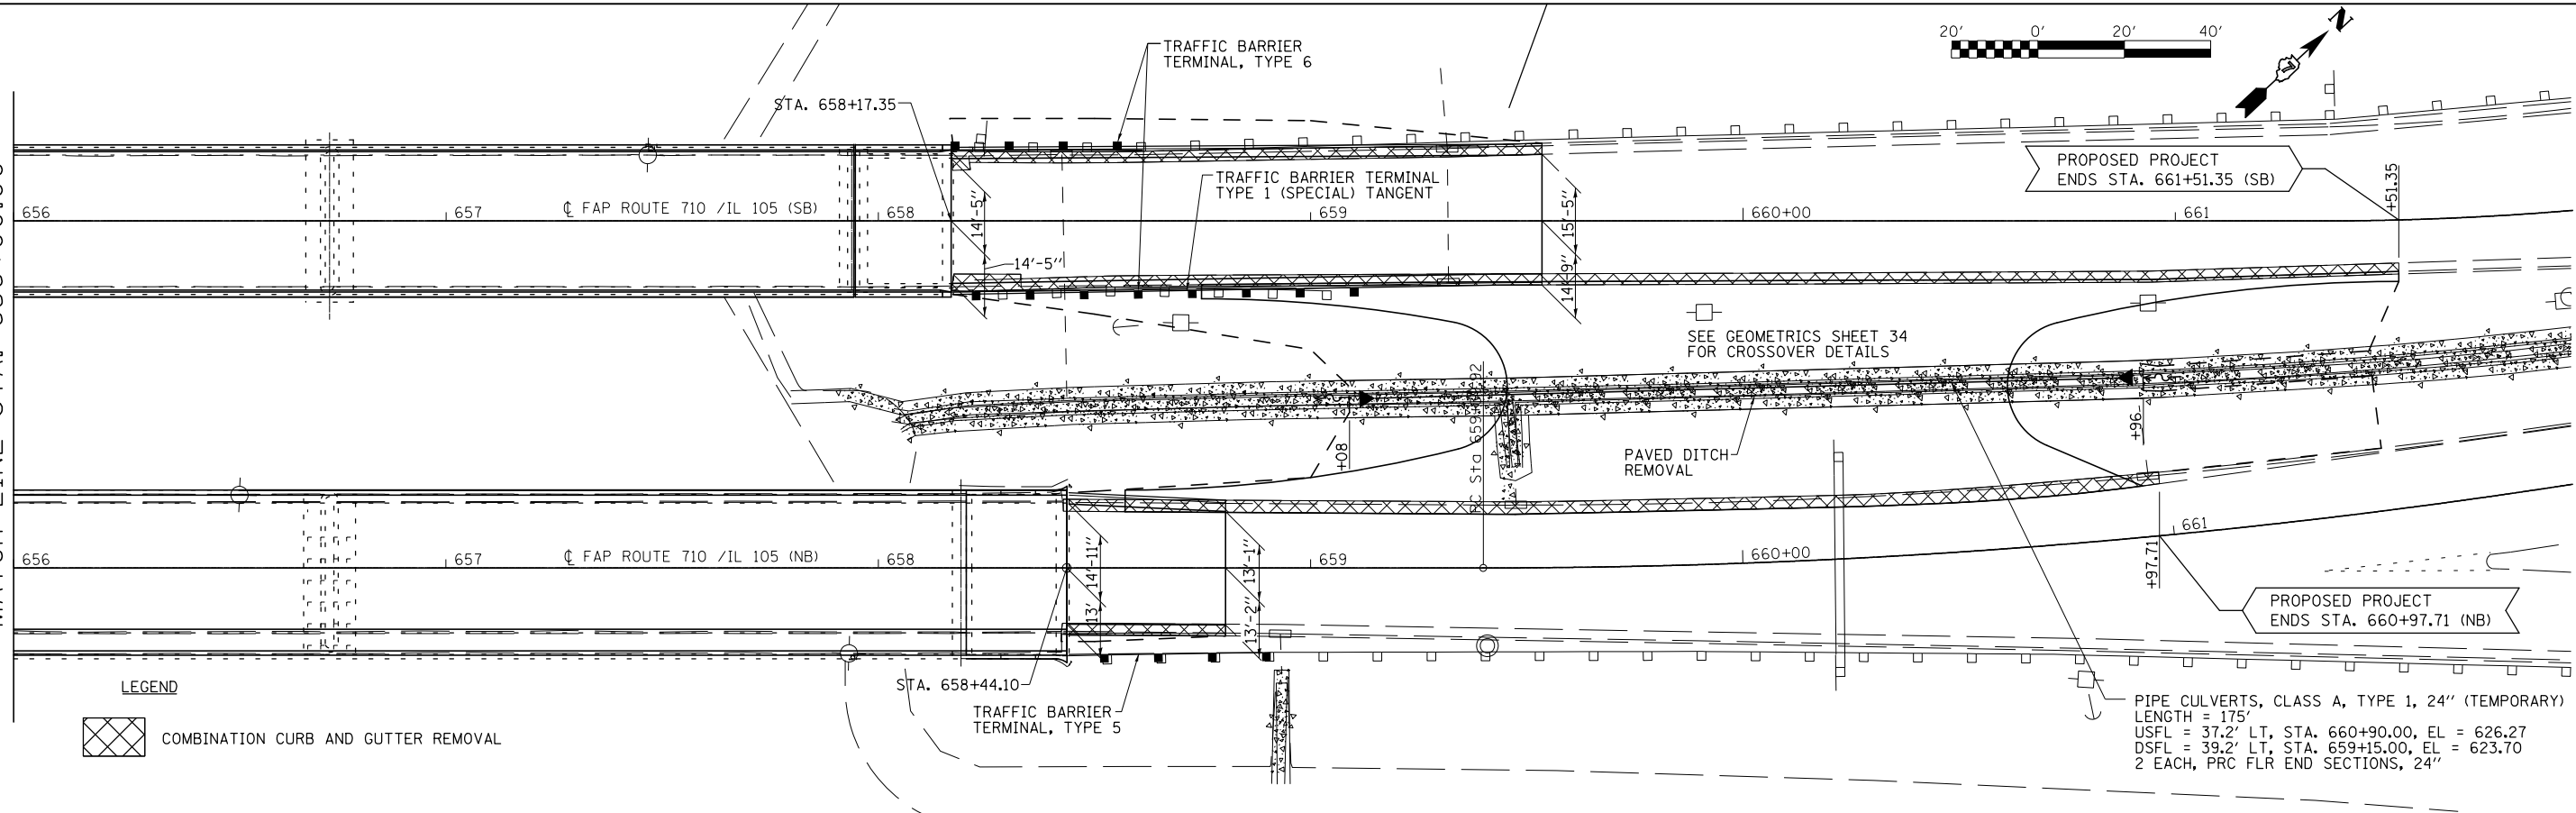 20' 0' 20' 40'
N
TRAFFIC BARRIER
TERMINAL, TYPE 6
STA. 658+17.35
TRAFFIC BARRIER TERMINAL
TYPE 1 (SPECIAL) TANGENT
PROPOSED PROJECT
ENDS STA. 661+51.35 (SB)
+51.35
656
657
℄ FAP ROUTE 710 /IL 105 (SB)
658
14'-5"
14'-5"
659
15'-5"
14'-9"
660+00
661
SEE GEOMETRICS SHEET 34
FOR CROSSOVER DETAILS
+08
PAVED DITCH
REMOVAL
+96
656
657
℄ FAP ROUTE 710 /IL 105 (NB)
658
14'-11"
13'
13'-1"
13'-2"
659
660+00
661
+97.71
PROPOSED PROJECT
ENDS STA. 660+97.71 (NB)
STA. 658+44.10
TRAFFIC BARRIER
TERMINAL, TYPE 5
LEGEND
COMBINATION CURB AND GUTTER REMOVAL
PIPE CULVERTS, CLASS A, TYPE 1, 24" (TEMPORARY)
LENGTH = 175'
USFL = 37.2' LT, STA. 660+90.00, EL = 626.27
DSFL = 39.2' LT, STA. 659+15.00, EL = 623.70
2 EACH, PRC FLR END SECTIONS, 24"